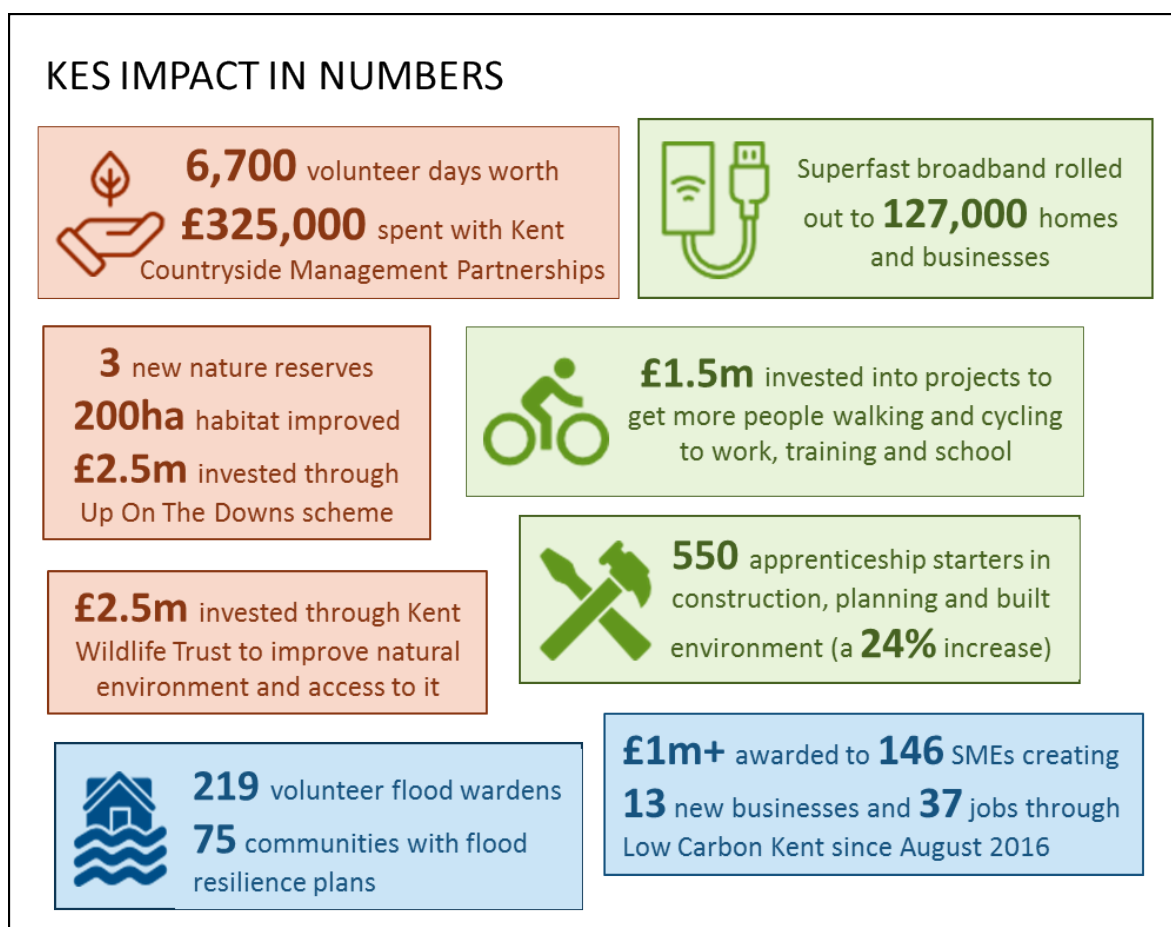 KES IMPACT IN NUMBERS
6,700 volunteer days worth
£325,000 spent with Kent
Countryside Management Partnerships
Superfast broadband rolled
out to 127,000 homes
and businesses
3 new nature reserves
200ha habitat improved
£2.5m invested through
Up On The Downs scheme
£1.5m invested into projects to
get more people walking and cycling
to work, training and school
£2.5m invested through Kent
Wildlife Trust to improve natural
environment and access to it
550 apprenticeship starters in
construction, planning and built
environment (a 24% increase)
219 volunteer flood wardens
75 communities with flood
resilience plans
£1m+ awarded to 146 SMEs creating
13 new businesses and 37 jobs through
Low Carbon Kent since August 2016